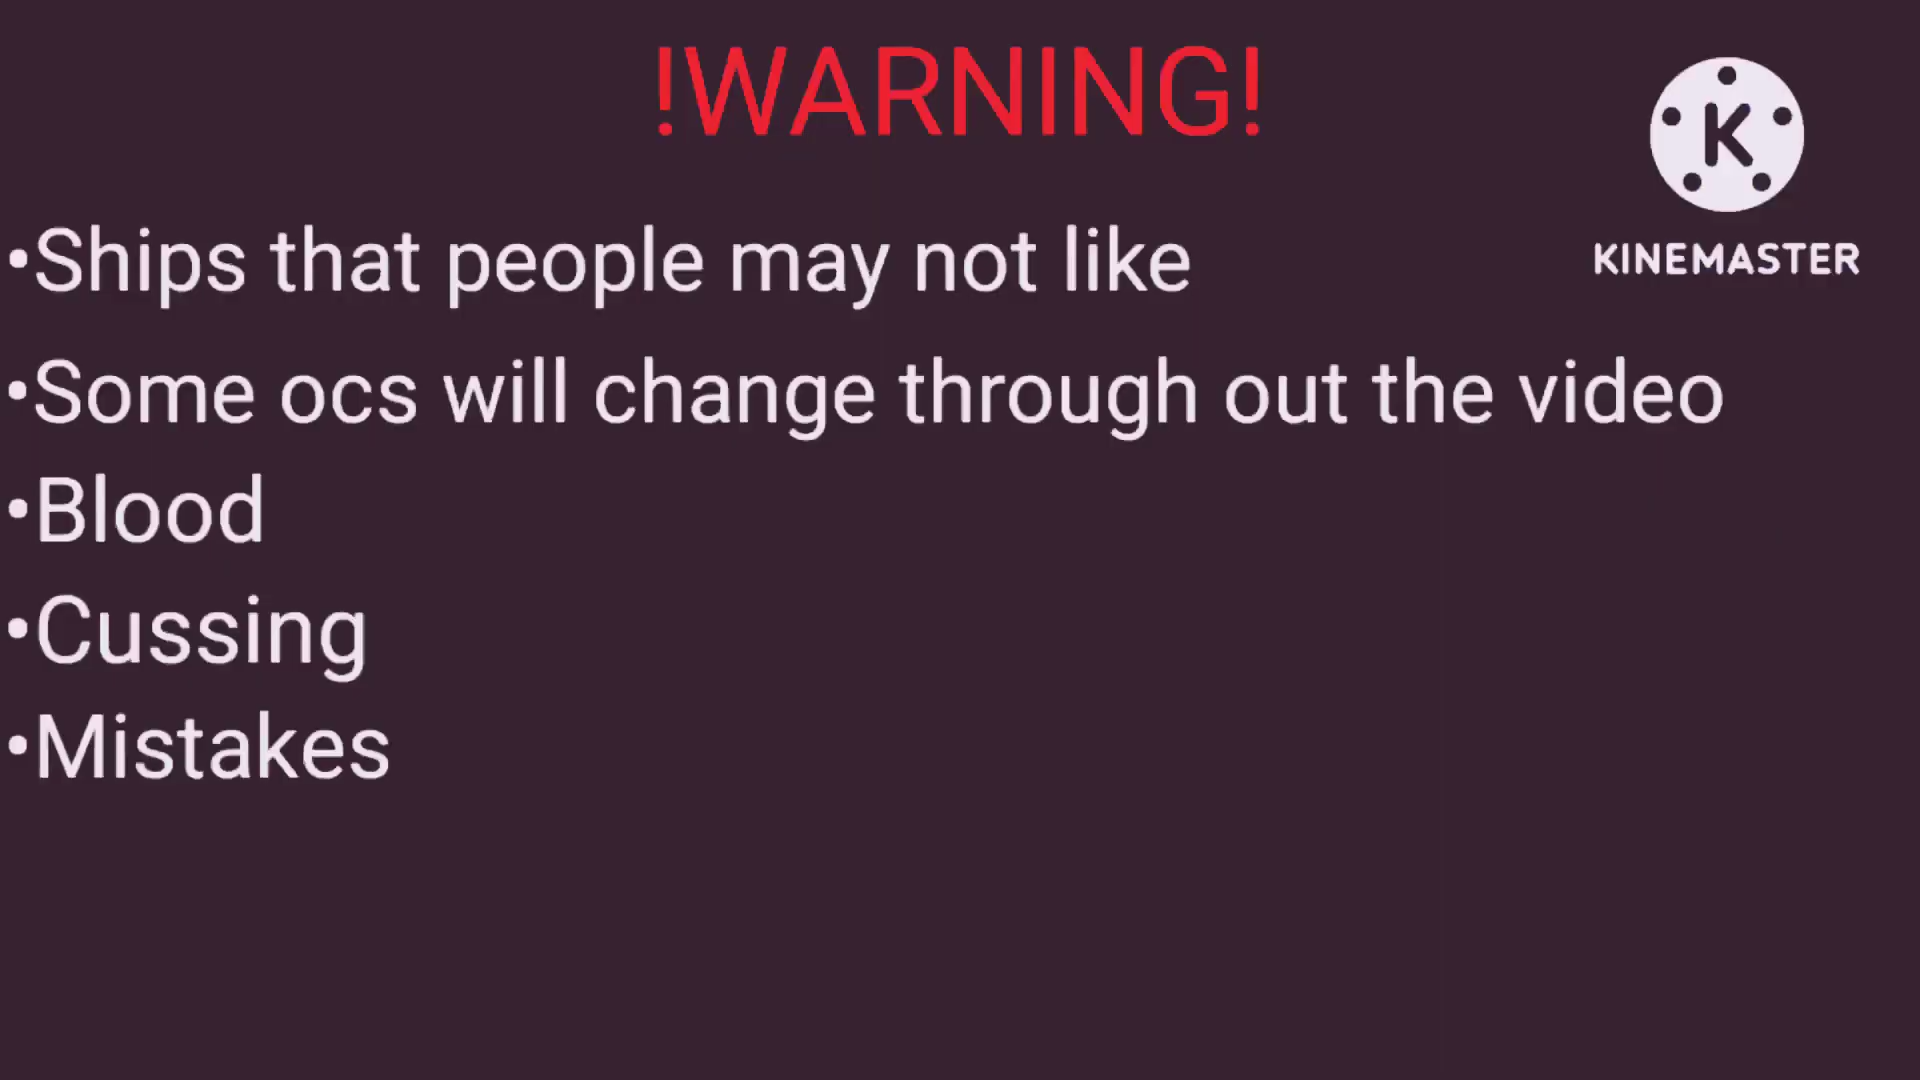 !WARNING!
K
KINEMASTER
•Ships that people may not like
•Some ocs will change through out the video
•Blood
•Cussing
•Mistakes